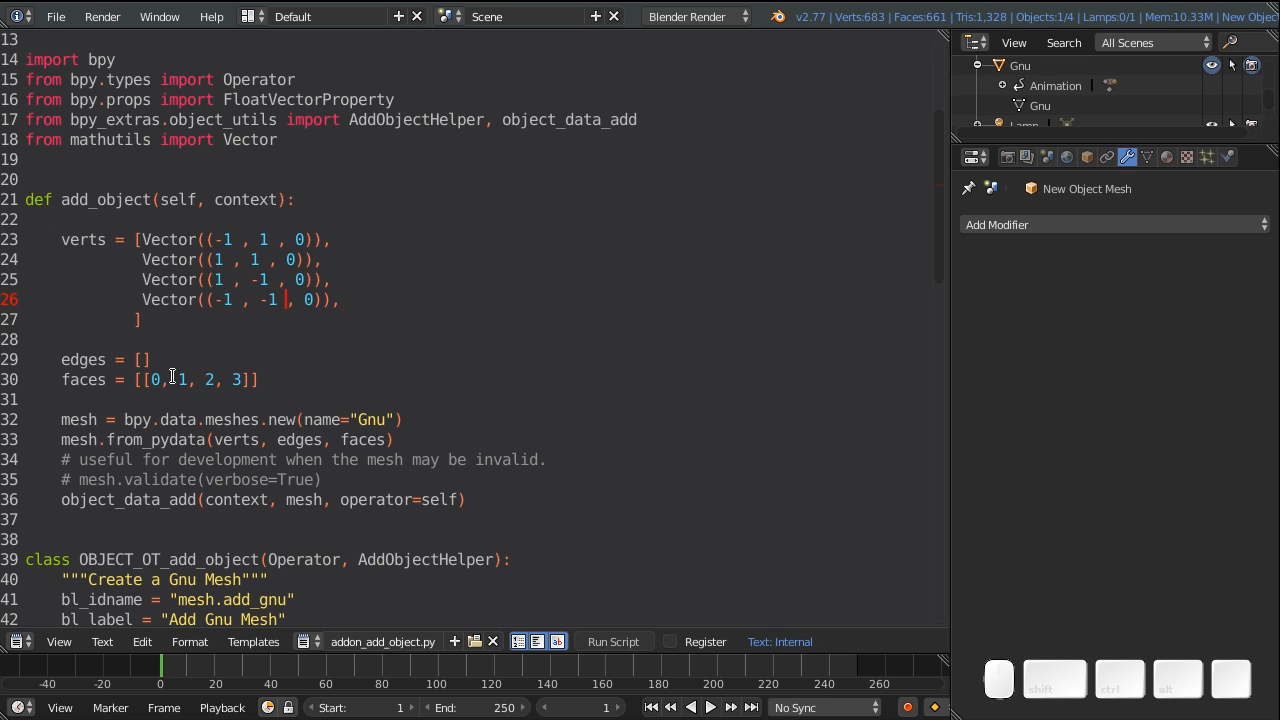 File Render Window Help Default Scene Blender Render v2.77 | Verts:683 | Faces:661 | Tris:1,328 | Objects:1/4 | Lamps:0/1 | Mem:10.33M | New Objec
View Search All Scenes
Gnu
Animation
Gnu
Lamp
New Object Mesh
Add Modifier
13
14 import bpy
15 from bpy.types import Operator
16 from bpy.props import FloatVectorProperty
17 from bpy_extras.object_utils import AddObjectHelper, object_data_add
18 from mathutils import Vector
19
20
21 def add_object(self, context):
22
23 verts = [Vector((-1 , 1 , 0)),
24 Vector((1 , 1 , 0)),
25 Vector((1 , -1 , 0)),
26 Vector((-1 , -1 , 0)),
27 ]
28
29 edges = []
30 faces = [[0, 1, 2, 3]]
31
32 mesh = bpy.data.meshes.new(name="Gnu")
33 mesh.from_pydata(verts, edges, faces)
34 # useful for development when the mesh may be invalid.
35 # mesh.validate(verbose=True)
36 object_data_add(context, mesh, operator=self)
37
38
39 class OBJECT_OT_add_object(Operator, AddObjectHelper):
40 """Create a Gnu Mesh"""
41 bl_idname = "mesh.add_gnu"
42 bl_label = "Add Gnu Mesh"
View Text Edit Format Templates addon_add_object.py Run Script Register Text: Internal
-40 -20 0 20 40 60 80 100 120 140 160 180 200 220 240 260
View Marker Frame Playback Start: 1 End: 250 1 No Sync
shift ctrl alt